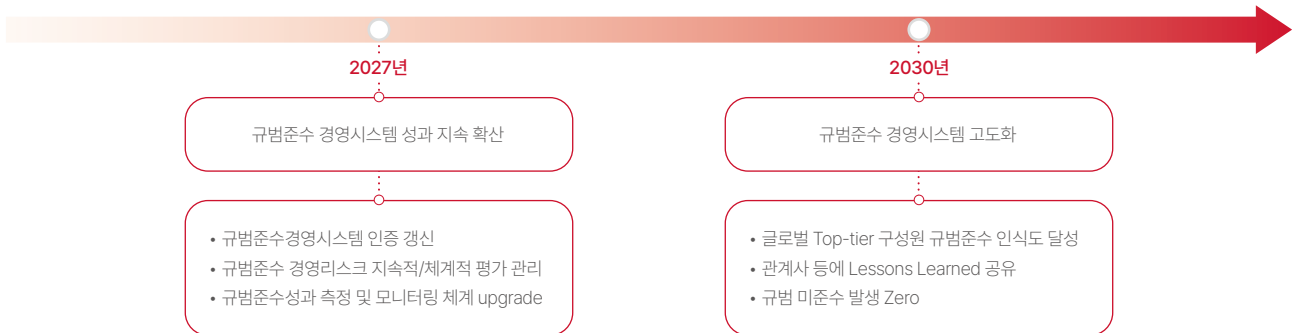 2027년
규범준수 경영시스템 성과 지속 확산
• 규범준수경영시스템 인증 갱신
• 규범준수 경영리스크 지속적/체계적 평가 관리
• 규범준수성과 측정 및 모니터링 체계 upgrade
2030년
규범준수 경영시스템 고도화
• 글로벌 Top-tier 구성원 규범준수 인식도 달성
• 관계사 등에 Lessons Learned 공유
• 규범 미준수 발생 Zero